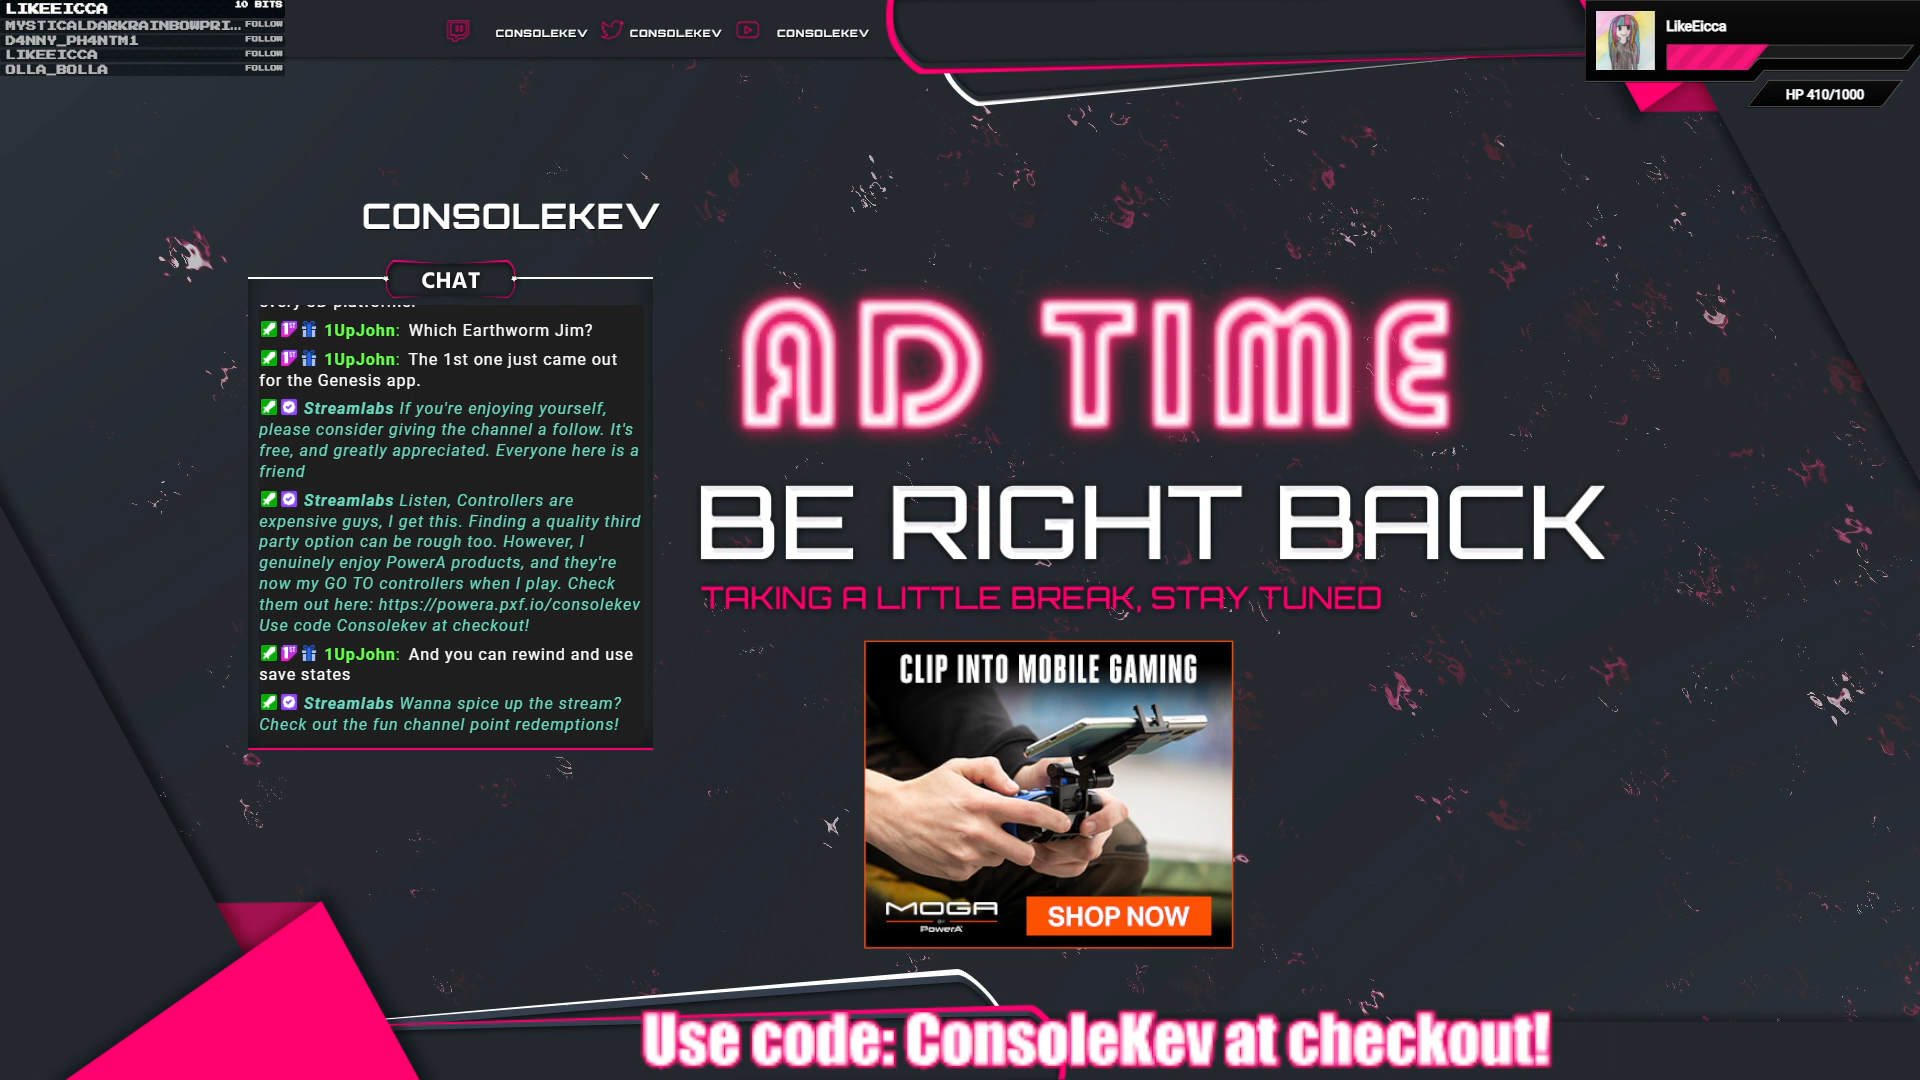 LIKEEICCA 10 BITS
MYSTICALDARKRAINBOWPRI... FOLLOW
D4NNY_PH4NTM1 FOLLOW
LIKEEICCA FOLLOW
OLLA_BOLLA FOLLOW
CONSOLEKEV CONSOLEKEV CONSOLEKEV
LikeEicca
HP 410/1000
CONSOLEKEV
CHAT
1UpJohn: Which Earthworm Jim?
1UpJohn: The 1st one just came out
for the Genesis app.
Streamlabs If you're enjoying yourself,
please consider giving the channel a follow. It's
free, and greatly appreciated. Everyone here is a
friend
Streamlabs Listen, Controllers are
expensive guys, I get this. Finding a quality third
party option can be rough too. However, I
genuinely enjoy PowerA products, and they're
now my GO TO controllers when I play. Check
them out here: https://powera.pxf.io/consolekev
Use code Consolekev at checkout!
1UpJohn: And you can rewind and use
save states
Streamlabs Wanna spice up the stream?
Check out the fun channel point redemptions!
AD TIME
BE RIGHT BACK
TAKING A LITTLE BREAK, STAY TUNED
CLIP INTO MOBILE GAMING
MOGA
BY
PowerA
SHOP NOW
Use code: ConsoleKev at checkout!